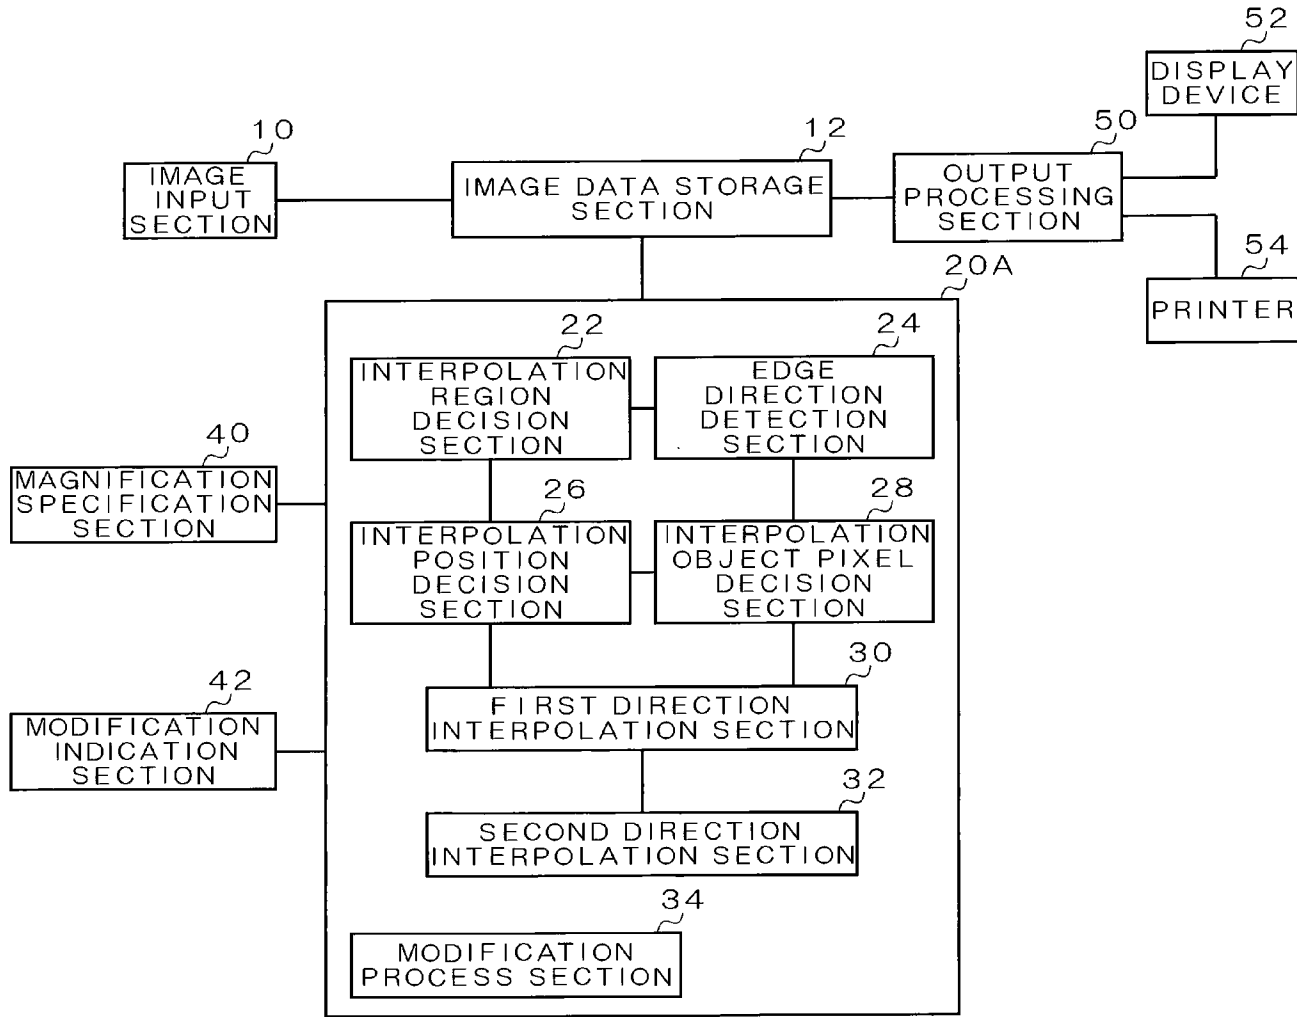 52
DISPLAY
DEVICE
10
IMAGE
INPUT
SECTION
12
IMAGE DATA STORAGE
SECTION
50
OUTPUT
PROCESSING
SECTION
54
PRINTER
20A
22
INTERPOLATION
REGION
DECISION
SECTION
24
EDGE
DIRECTION
DETECTION
SECTION
40
MAGNIFICATION
SPECIFICATION
SECTION
26
INTERPOLATION
POSITION
DECISION
SECTION
28
INTERPOLATION
OBJECT PIXEL
DECISION
SECTION
42
MODIFICATION
INDICATION
SECTION
30
FIRST DIRECTION
INTERPOLATION SECTION
32
SECOND DIRECTION
INTERPOLATION SECTION
34
MODIFICATION
PROCESS SECTION